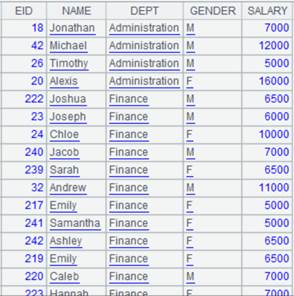 EID NAME DEPT GENDER SALARY
18 Jonathan Administration M 7000
42 Michael Administration M 12000
26 Timothy Administration M 5000
20 Alexis Administration F 16000
222 Joshua Finance M 6500
23 Joseph Finance M 6000
24 Chloe Finance F 10000
240 Jacob Finance M 7000
239 Sarah Finance F 6500
32 Andrew Finance M 11000
217 Emily Finance F 5000
241 Samantha Finance F 5000
242 Ashley Finance F 6500
219 Emily Finance F 6500
220 Caleb Finance M 7000
223 Hannah Finance F 7000